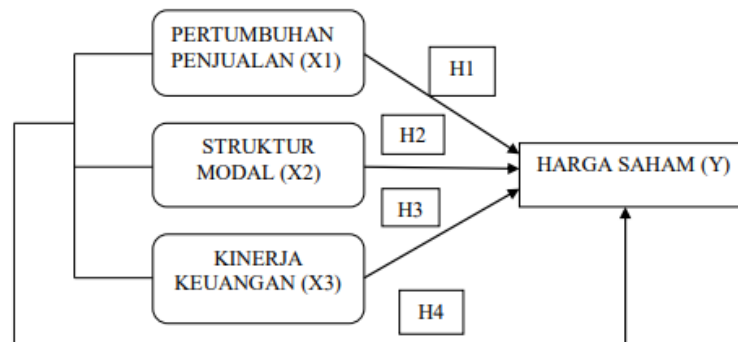 PERTUMBUHAN
PENJUALAN (X1)
H1
H2
STRUKTUR
MODAL (X2)
HARGA SAHAM (Y)
H3
KINERJA
KEUANGAN (X3)
H4